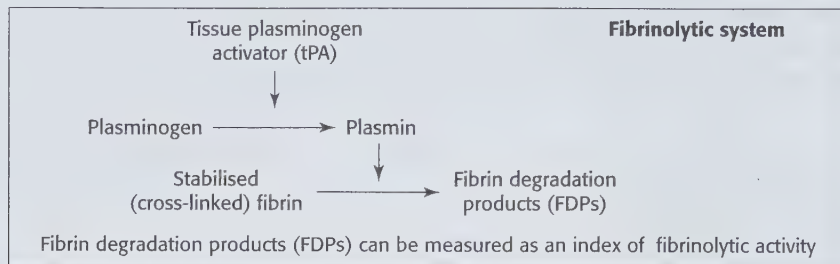 Tissue plasminogen
activator (tPA)
Fibrinolytic system
Plasminogen
Plasmin
Stabilised
(cross-linked) fibrin
Fibrin degradation
products (FDPs)
Fibrin degradation products (FDPs) can be measured as an index of fibrinolytic activity